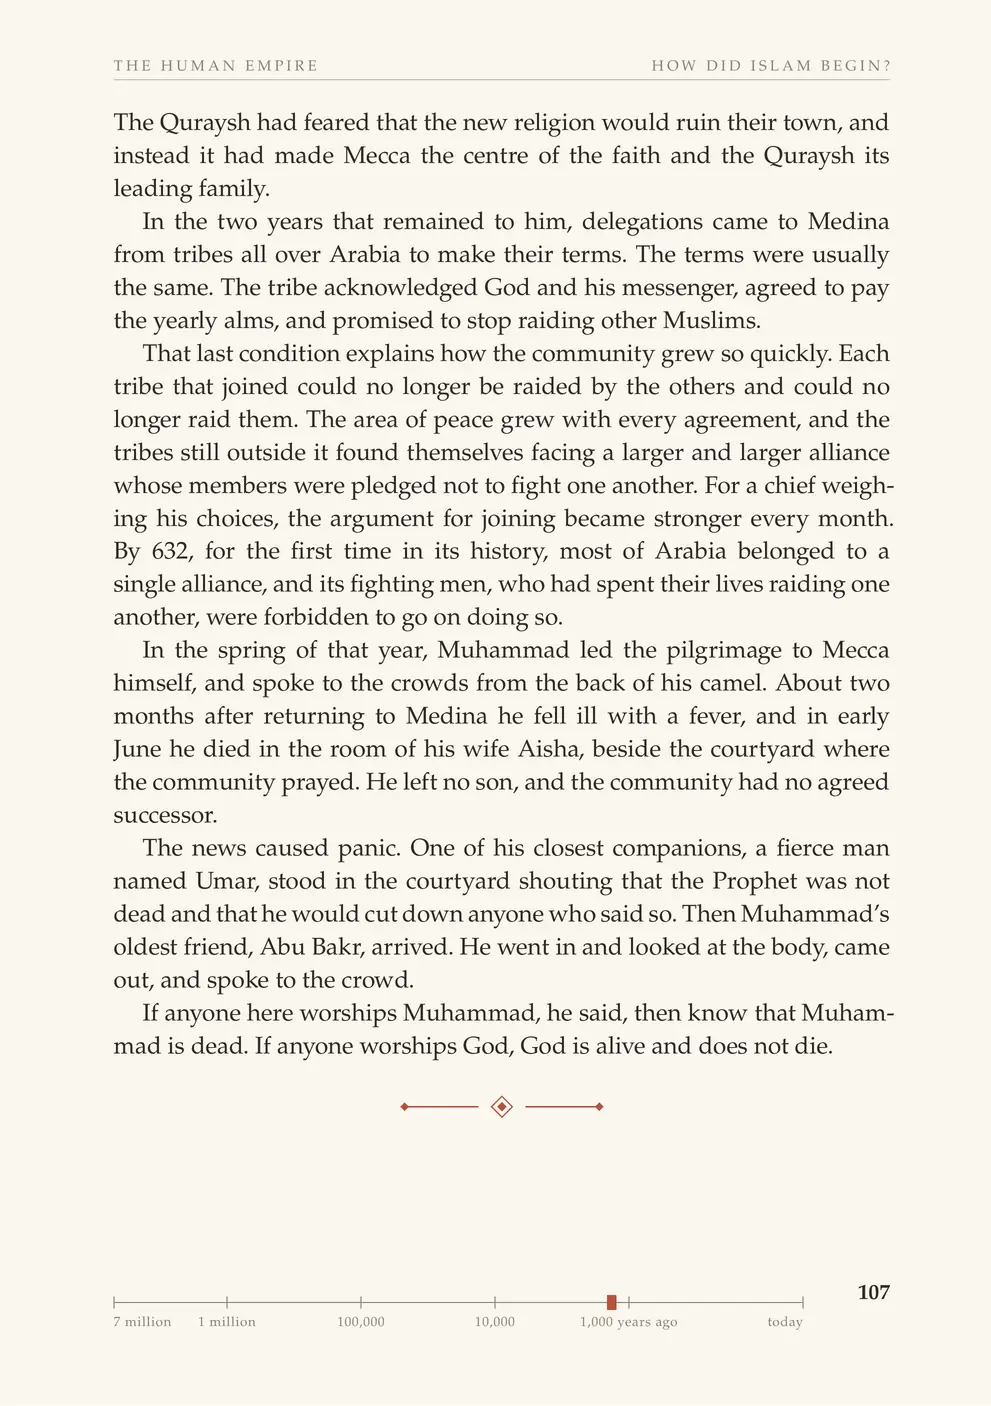 THE HUMAN EMPIRE
HOW DID ISLAM BEGIN?
The Quraysh had feared that the new religion would ruin their town, and
instead it had made Mecca the centre of the faith and the Quraysh its
leading family.
In the two years that remained to him, delegations came to Medina
from tribes all over Arabia to make their terms. The terms were usually
the same. The tribe acknowledged God and his messenger, agreed to pay
the yearly alms, and promised to stop raiding other Muslims.
That last condition explains how the community grew so quickly. Each
tribe that joined could no longer be raided by the others and could no
longer raid them. The area of peace grew with every agreement, and the
tribes still outside it found themselves facing a larger and larger alliance
whose members were pledged not to fight one another. For a chief weigh-
ing his choices, the argument for joining became stronger every month.
By 632, for the first time in its history, most of Arabia belonged to a
single alliance, and its fighting men, who had spent their lives raiding one
another, were forbidden to go on doing so.
In the spring of that year, Muhammad led the pilgrimage to Mecca
himself, and spoke to the crowds from the back of his camel. About two
months after returning to Medina he fell ill with a fever, and in early
June he died in the room of his wife Aisha, beside the courtyard where
the community prayed. He left no son, and the community had no agreed
successor.
The news caused panic. One of his closest companions, a fierce man
named Umar, stood in the courtyard shouting that the Prophet was not
dead and that he would cut down anyone who said so. Then Muhammad’s
oldest friend, Abu Bakr, arrived. He went in and looked at the body, came
out, and spoke to the crowd.
If anyone here worships Muhammad, he said, then know that Muham-
mad is dead. If anyone worships God, God is alive and does not die.
107
7 million 1 million 100,000 10,000 1,000 years ago today